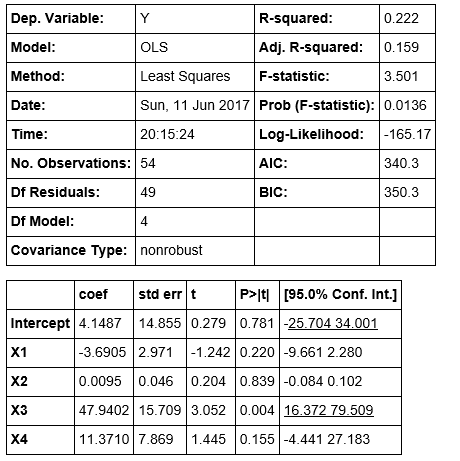 Dep. Variable: Y R-squared: 0.222
Model: OLS Adj. R-squared: 0.159
Method: Least Squares F-statistic: 3.501
Date: Sun, 11 Jun 2017 Prob (F-statistic): 0.0136
Time: 20:15:24 Log-Likelihood: -165.17
No. Observations: 54 AIC: 340.3
Df Residuals: 49 BIC: 350.3
Df Model: 4
Covariance Type: nonrobust
coef std err t P>|t| [95.0% Conf. Int.]
Intercept 4.1487 14.855 0.279 0.781 -25.704 34.001
X1 -3.6905 2.971 -1.242 0.220 -9.661 2.280
X2 0.0095 0.046 0.204 0.839 -0.084 0.102
X3 47.9402 15.709 3.052 0.004 16.372 79.509
X4 11.3710 7.869 1.445 0.155 -4.441 27.183